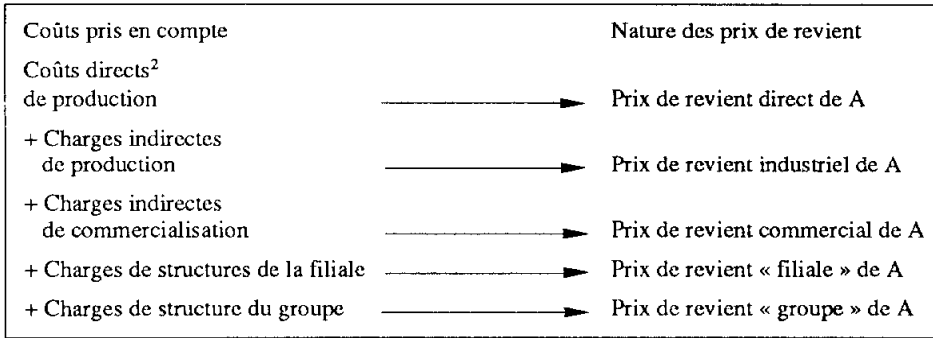 Coûts pris en compte Nature des prix de revient
Coûts directs²
de production Prix de revient direct de A
+ Charges indirectes
de production Prix de revient industriel de A
+ Charges indirectes
de commercialisation Prix de revient commercial de A
+ Charges de structures de la filiale Prix de revient « filiale » de A
+ Charges de structure du groupe Prix de revient « groupe » de A